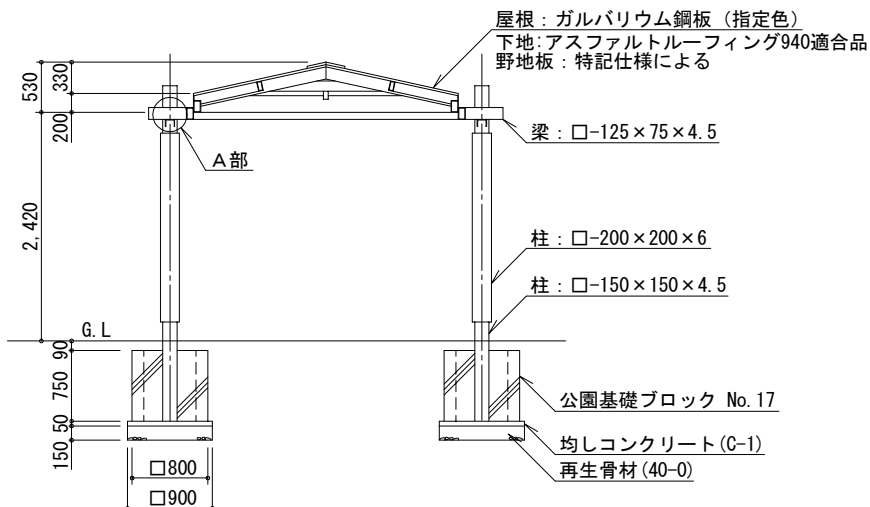 屋根：ガルバリウム鋼板（指定色）
下地：アスファルトルーフィング940適合品
野地板：特記仕様による
530
330
200
梁：□-125×75×4.5
A部
2,420
柱：□-200×200×6
柱：□-150×150×4.5
G.L
90
750
公園基礎ブロック No.17
50
均しコンクリート(C-1)
150
再生骨材(40-0)
□800
□900